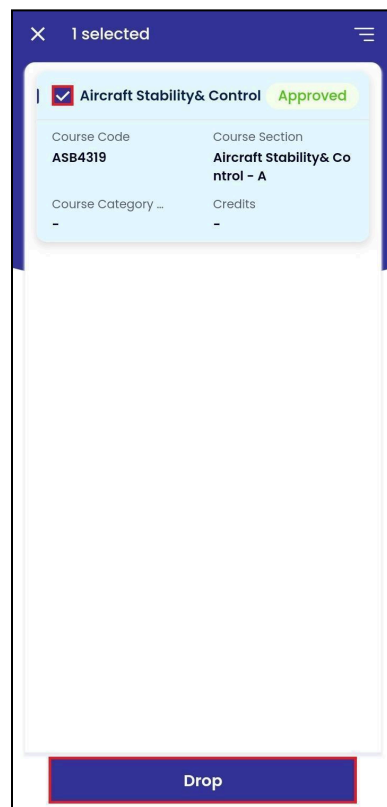 1 selected
Aircraft Stability& Control Approved
Course Code Course Section
ASB4319 Aircraft Stability& Co
ntrol - A
Course Category ... Credits
- -
Drop